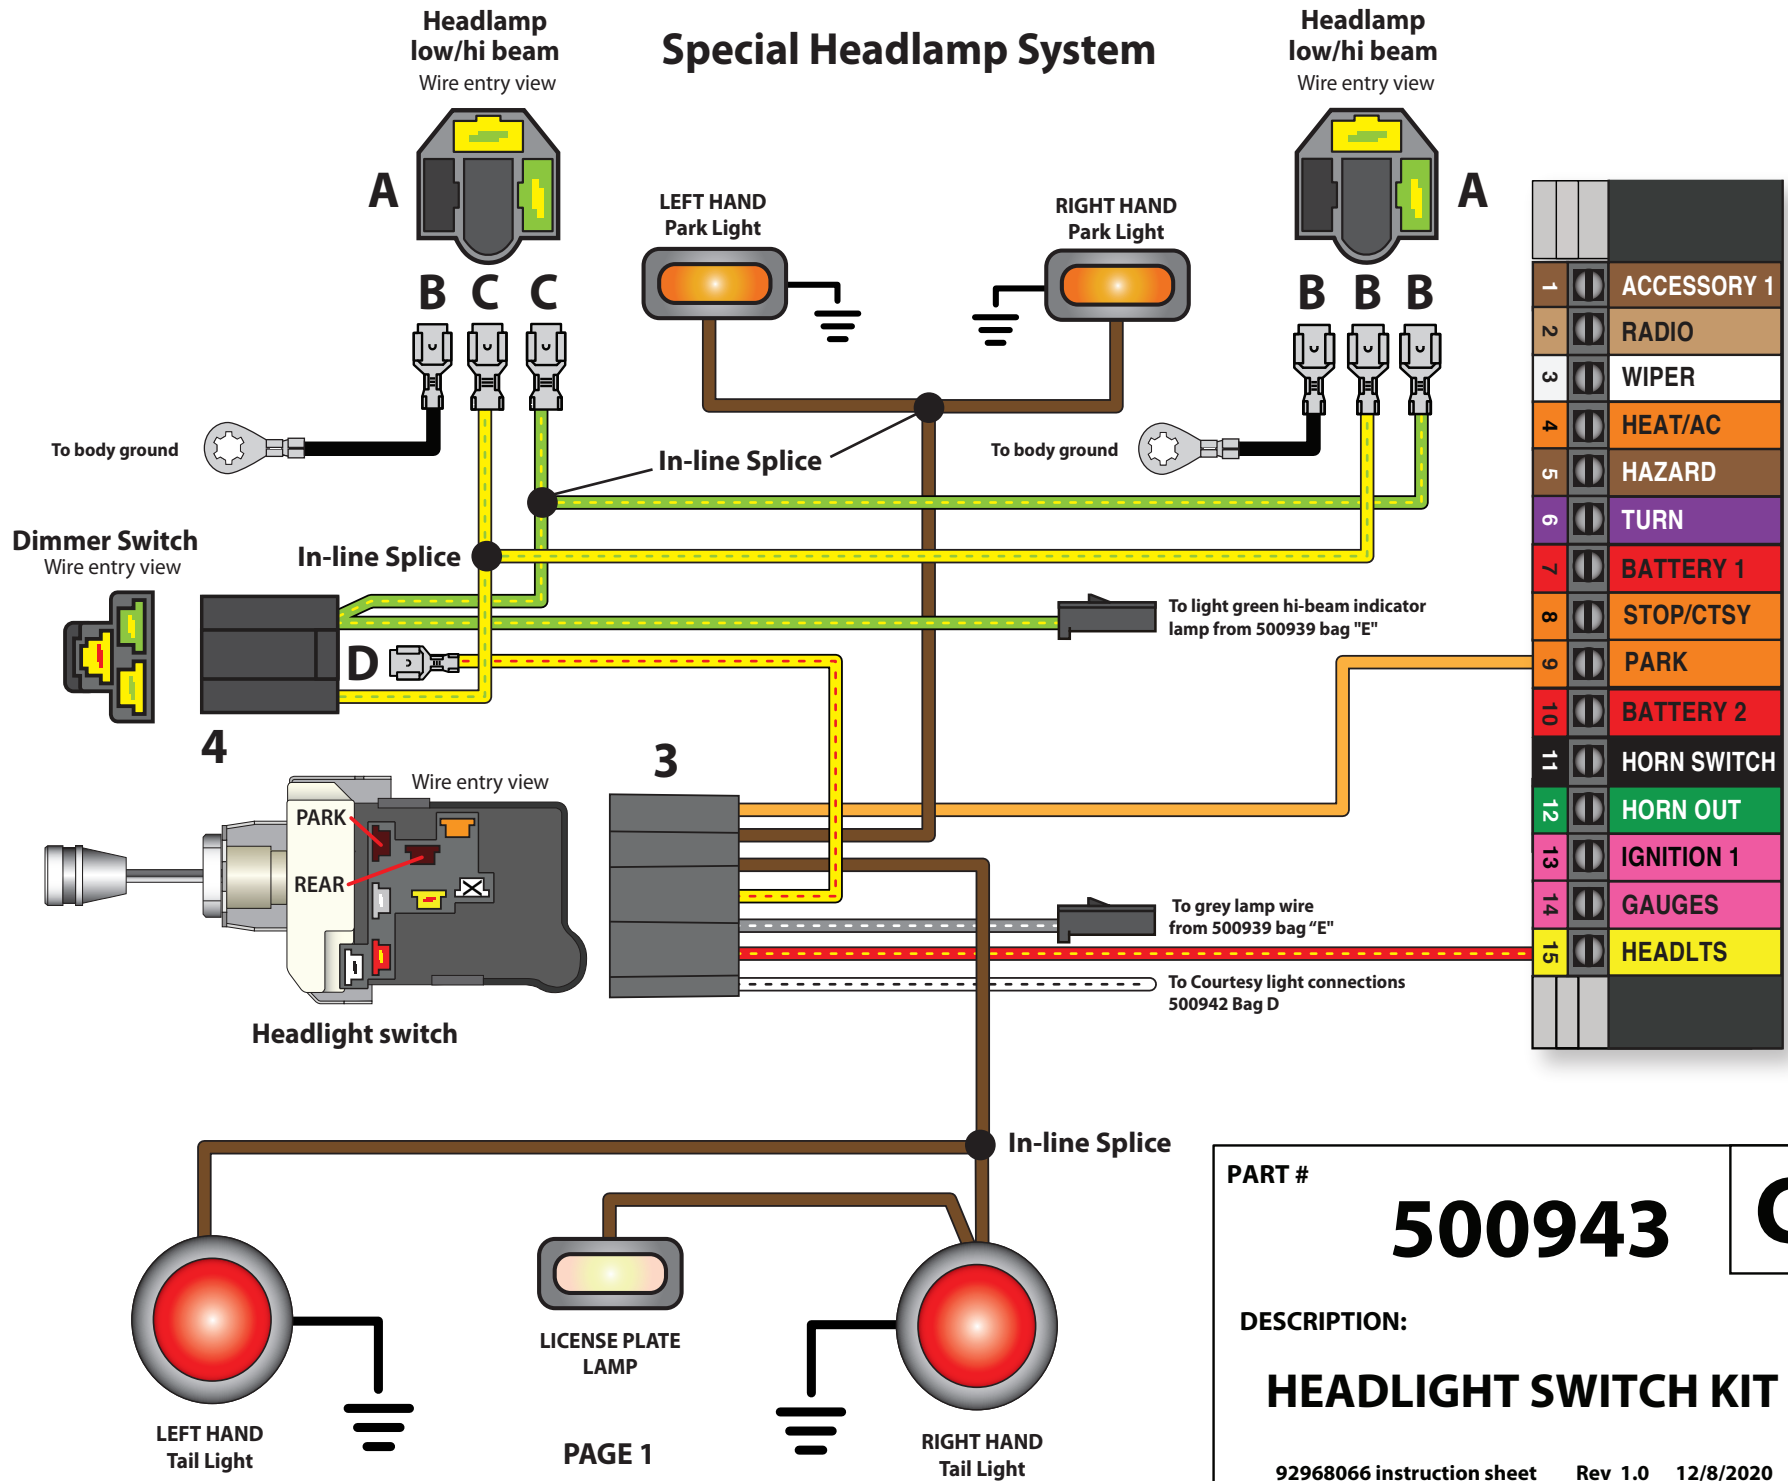 Special Headlamp System
Headlamp
low/hi beam
Wire entry view
Headlamp
low/hi beam
Wire entry view
A
A
LEFT HAND
Park Light
RIGHT HAND
Park Light
B C C
B B B
To body ground
In-line Splice
To body ground
Dimmer Switch
Wire entry view
In-line Splice
To light green hi-beam indicator
lamp from 500939 bag "E"
D
4
3
Wire entry view
PARK
REAR
To grey lamp wire
from 500939 bag “E"
To Courtesy light connections
500942 Bag D
Headlight switch
1 ACCESSORY 1
2 RADIO
3 WIPER
4 HEAT/AC
5 HAZARD
6 TURN
7 BATTERY 1
8 STOP/CTSY
9 PARK
10 BATTERY 2
11 HORN SWITCH
12 HORN OUT
13 IGNITION 1
14 GAUGES
15 HEADLTS
In-line Splice
LICENSE PLATE
LAMP
LEFT HAND
Tail Light
RIGHT HAND
Tail Light
PAGE 1
PART #
500943
DESCRIPTION:
HEADLIGHT SWITCH KIT
92968066 instruction sheet Rev 1.0 12/8/2020